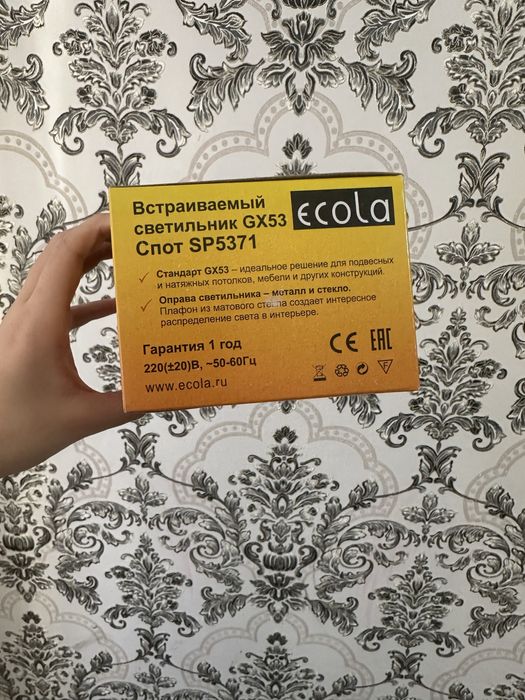 Встраиваемый
светильник GX53
Спот SP5371
ecola
✓ Стандарт GX53 – идеальное решение для подвесных
и натяжных потолков, мебели и других конструкций.
✓ Оправа светильника – металл и стекло.
Плафон из матового стекла создает интересное
распределение света в интерьере.
Гарантия 1 год
220(±20)В, ~50-60Гц
www.ecola.ru
CE EAC
F